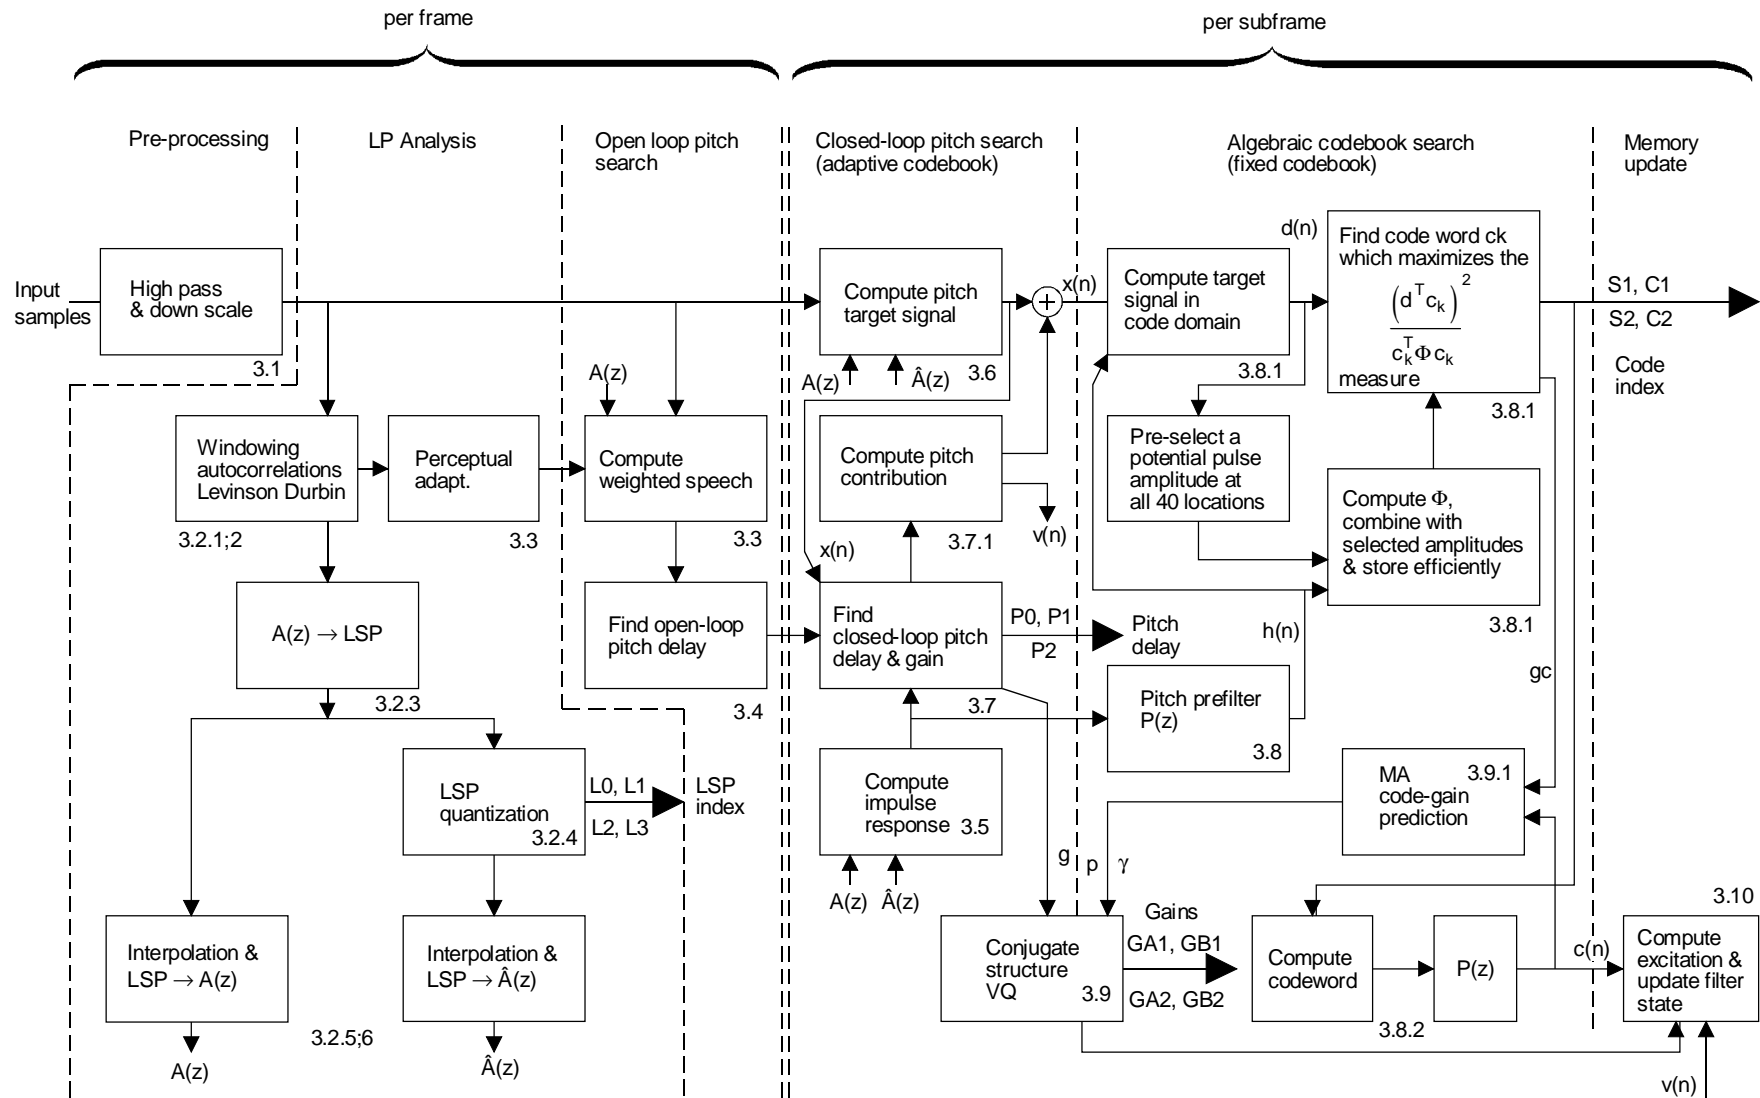 per frame
per subframe
Pre-processing
LP Analysis
Open loop pitch
search
Closed-loop pitch search
(adaptive codebook)
Algebraic codebook search
(fixed codebook)
Memory
update
Input
samples
High pass
& down scale
3.1
Windowing
autocorrelations
Levinson Durbin
3.2.1;2
Perceptual
adapt.
3.3
A(z)
Compute
weighted speech
3.3
A(z) → LSP
3.2.3
Find open-loop
pitch delay
3.4
LSP
quantization
3.2.4
L0, L1
L2, L3
LSP
index
Interpolation &
LSP → A(z)
Interpolation &
LSP → Â(z)
3.2.5;6
A(z)
Â(z)
Compute pitch
target signal
A(z)
Â(z)
3.6
+
x(n)
Compute pitch
contribution
3.7.1
v(n)
x(n)
Find
closed-loop pitch
delay & gain
3.7
P0, P1
P2
Pitch
delay
Compute
impulse
response
3.5
A(z)
Â(z)
g
p
γ
Conjugate
structure
VQ
3.9
Gains
GA1, GB1
GA2, GB2
Compute target
signal in
code domain
3.8.1
d(n)
Find code word ck
which maximizes the
(dᵀcₖ)²
cₖᵀΦcₖ
measure
3.8.1
S1, C1
S2, C2
Code
index
Pre-select a
potential pulse
amplitude at
all 40 locations
Compute Φ,
combine with
selected amplitudes
& store efficiently
3.8.1
h(n)
gc
Pitch prefilter
P(z)
3.8
MA
code-gain
prediction
3.9.1
Compute
codeword
P(z)
3.8.2
c(n)
3.10
Compute
excitation &
update filter
state
v(n)